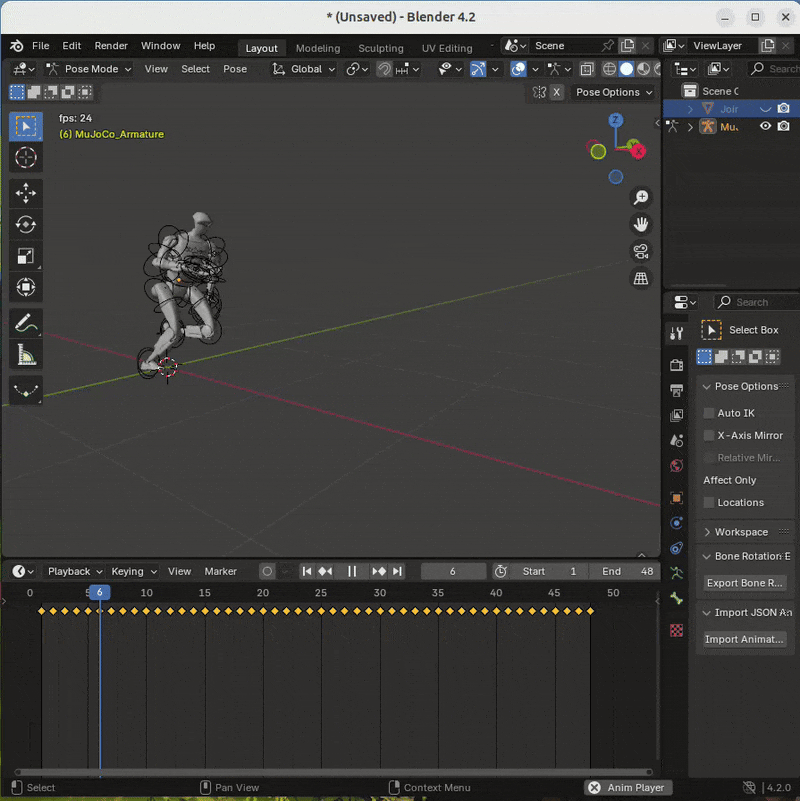 * (Unsaved) - Blender 4.2
File Edit Render Window Help Layout Modeling Sculpting UV Editing Scene ViewLayer
Pose Mode View Select Pose Global Search
X Pose Options
Scene C
fps: 24
(6) MuJoCo_Armature
Z
X
Joir
Mu.
Search
Select Box
Pose Options
Auto IK
X-Axis Mirror
Relative Mir...
Affect Only
Locations
Workspace
Bone Rotation E
Export Bone R...
Import JSON An
Import Animat...
Playback Keying View Marker 6 Start 1 End 48
0 5 6 10 15 20 25 30 35 40 45 50
Select Pan View Context Menu Anim Player 4.2.0